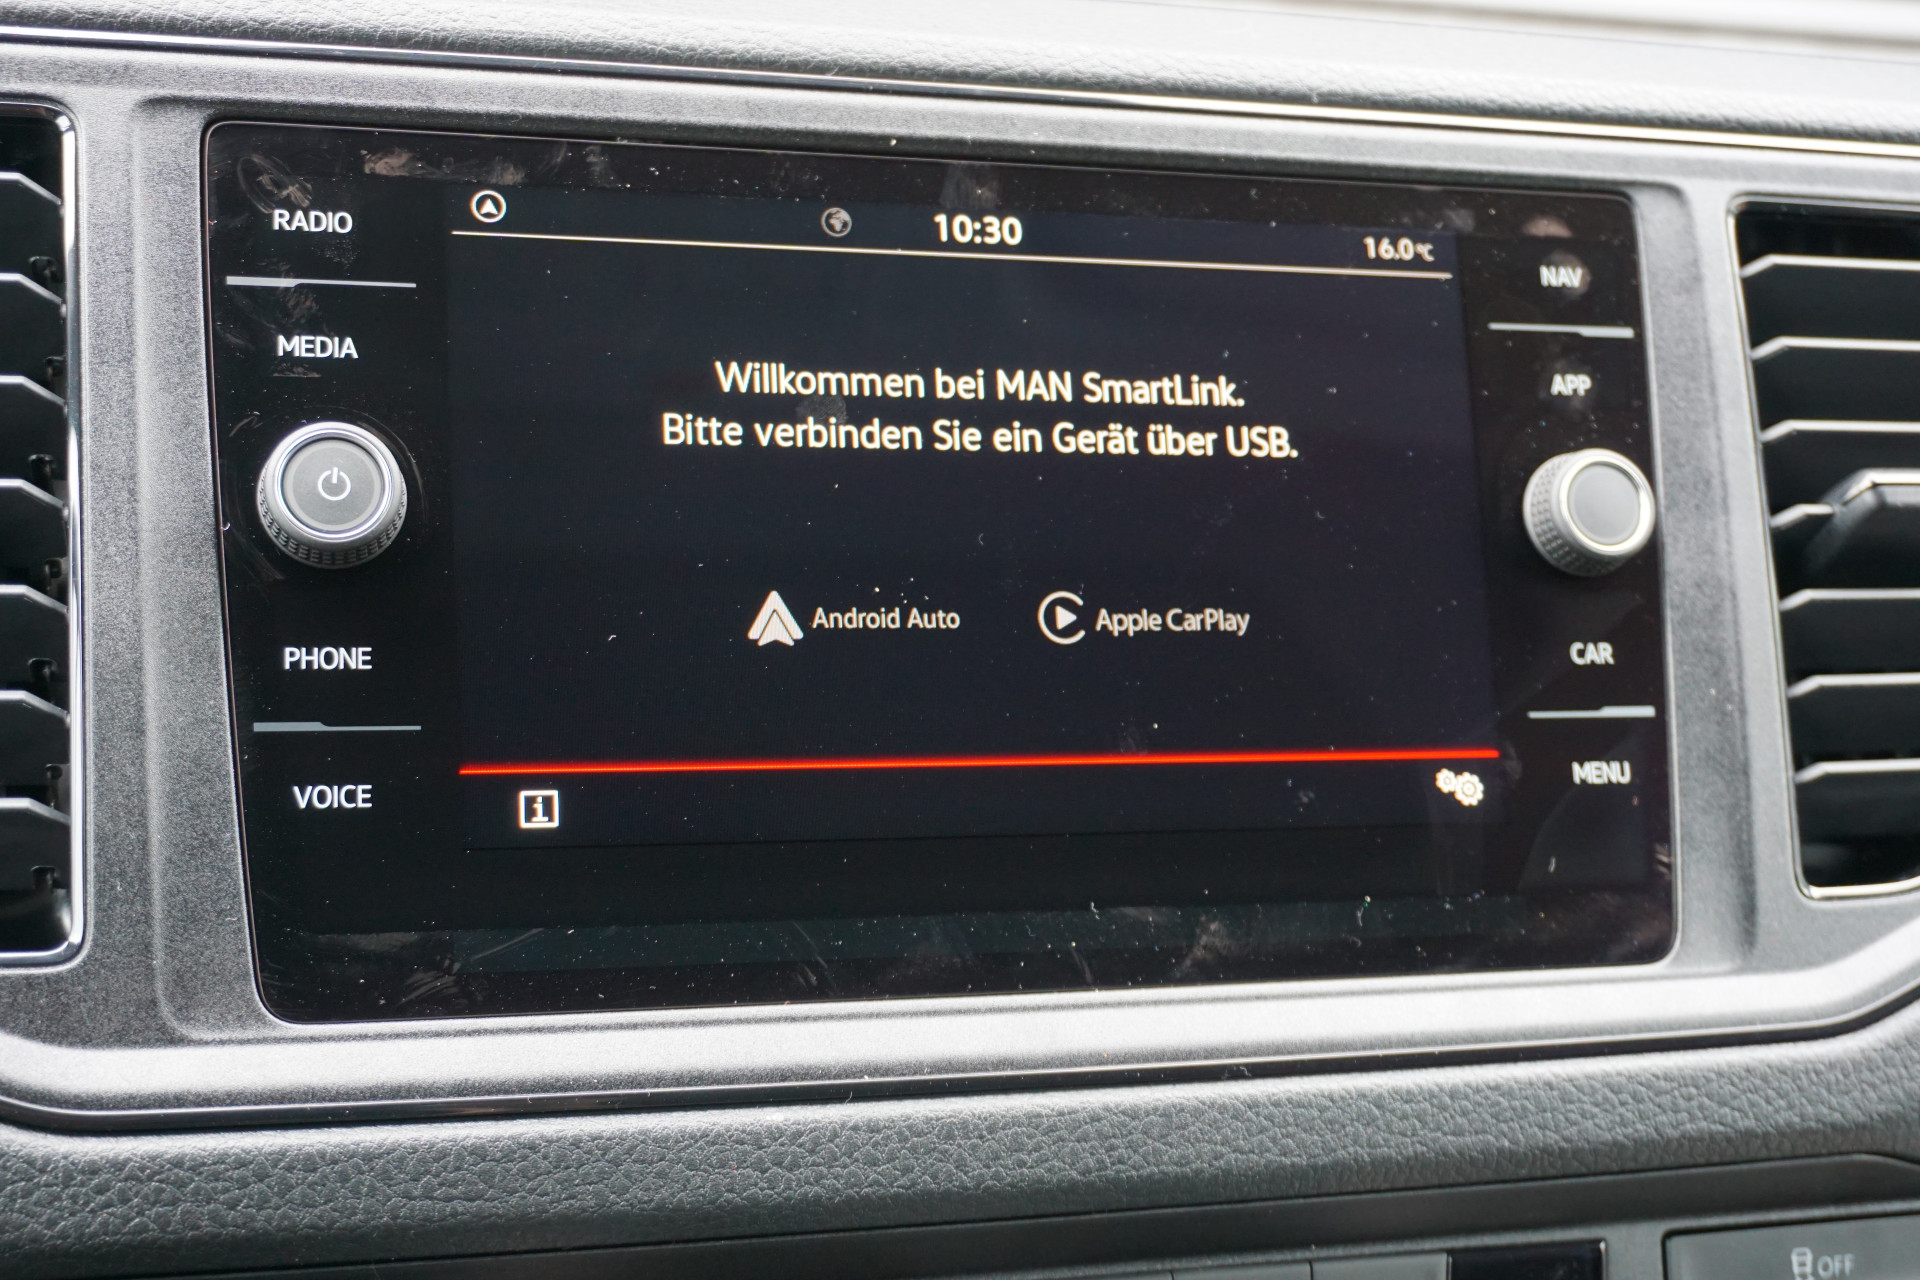 RADIO
MEDIA
PHONE
VOICE
10:30
16.0°C
Willkommen bei MAN SmartLink.
Bitte verbinden Sie ein Gerät über USB.
Android Auto
Apple CarPlay
i
NAV
APP
CAR
MENU
OFF